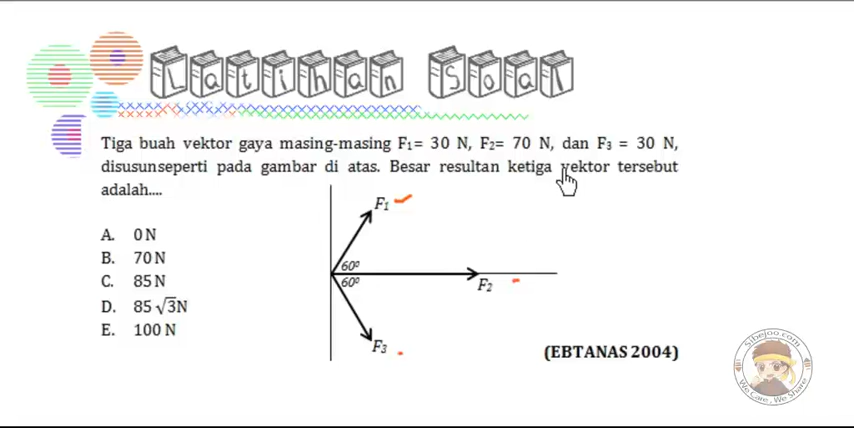 Latihan Soal
Tiga buah vektor gaya masing-masing F₁= 30 N, F₂= 70 N, dan F₃ = 30 N,
disusunseperti pada gambar di atas. Besar resultan ketiga vektor tersebut
adalah....
F₁
A. 0 N
B. 70 N
C. 85 N
D. 85 √3N
E. 100 N
60⁰
60⁰
F₂
F₃
(EBTANAS 2004)
Sibejoo.com
We Care, We Share